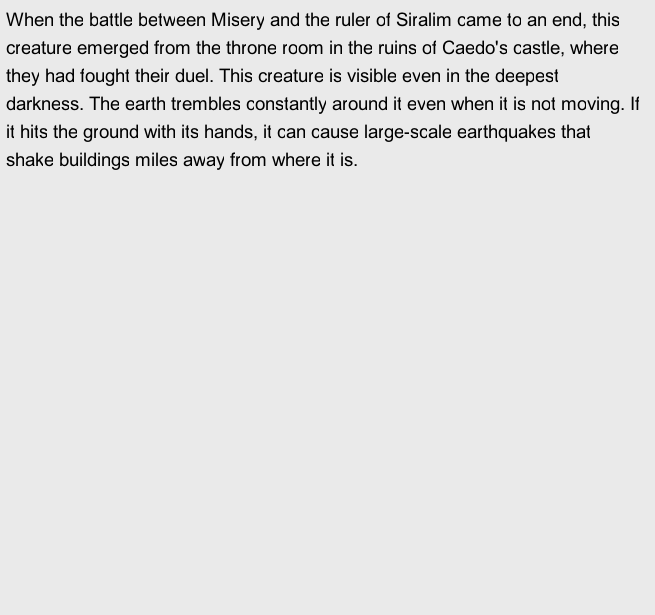 When the battle between Misery and the ruler of Siralim came to an end, this
creature emerged from the throne room in the ruins of Caedo's castle, where
they had fought their duel. This creature is visible even in the deepest
darkness. The earth trembles constantly around it even when it is not moving. If
it hits the ground with its hands, it can cause large-scale earthquakes that
shake buildings miles away from where it is.